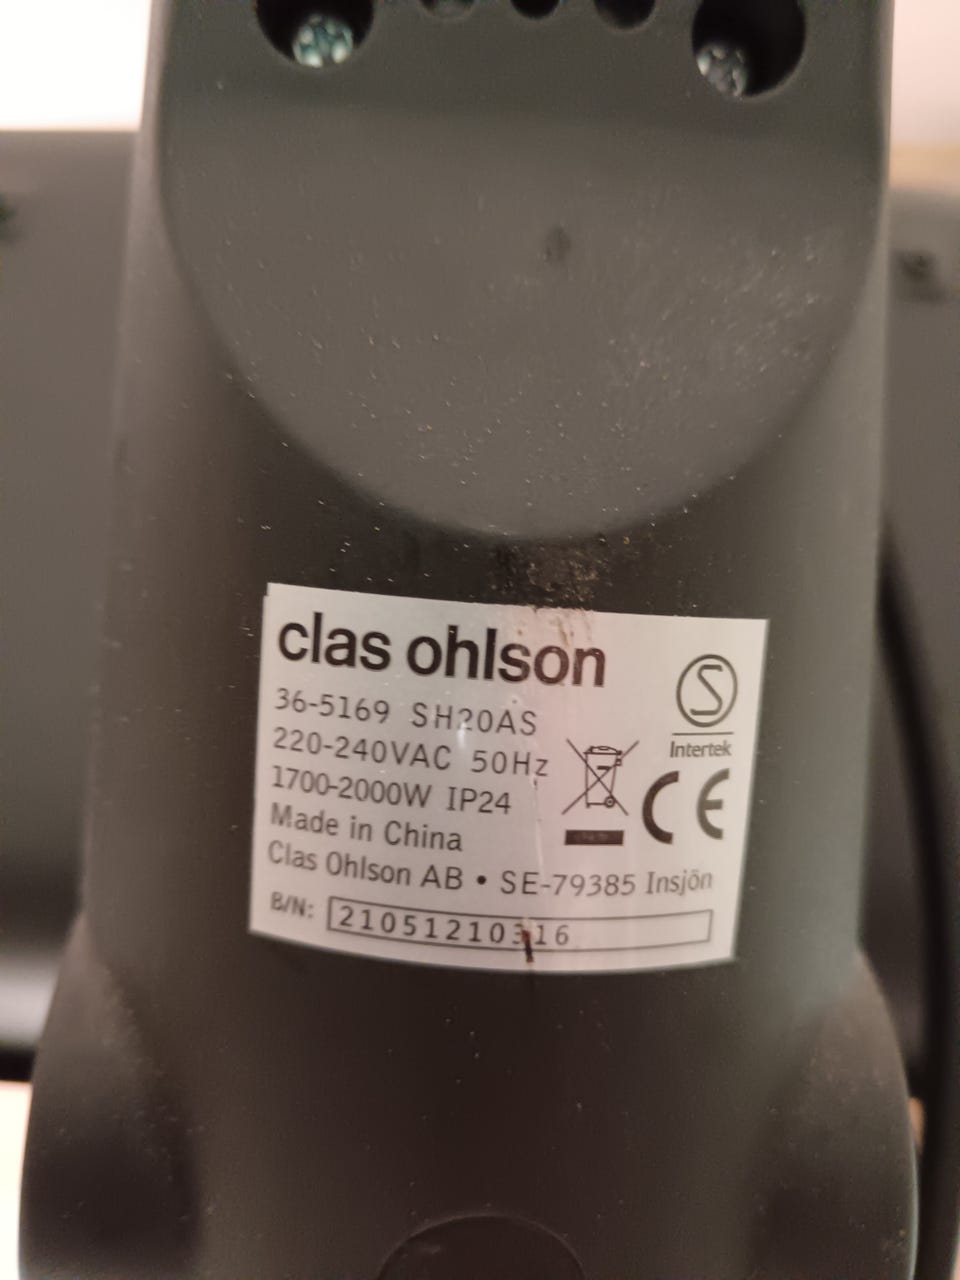 clas ohlson
36-5169 SH20AS
220-240VAC 50Hz
1700-2000W IP24
Made in China
Clas Ohlson AB • SE-79385 Insjön
B/N: 21051210316
S
Intertek
CE